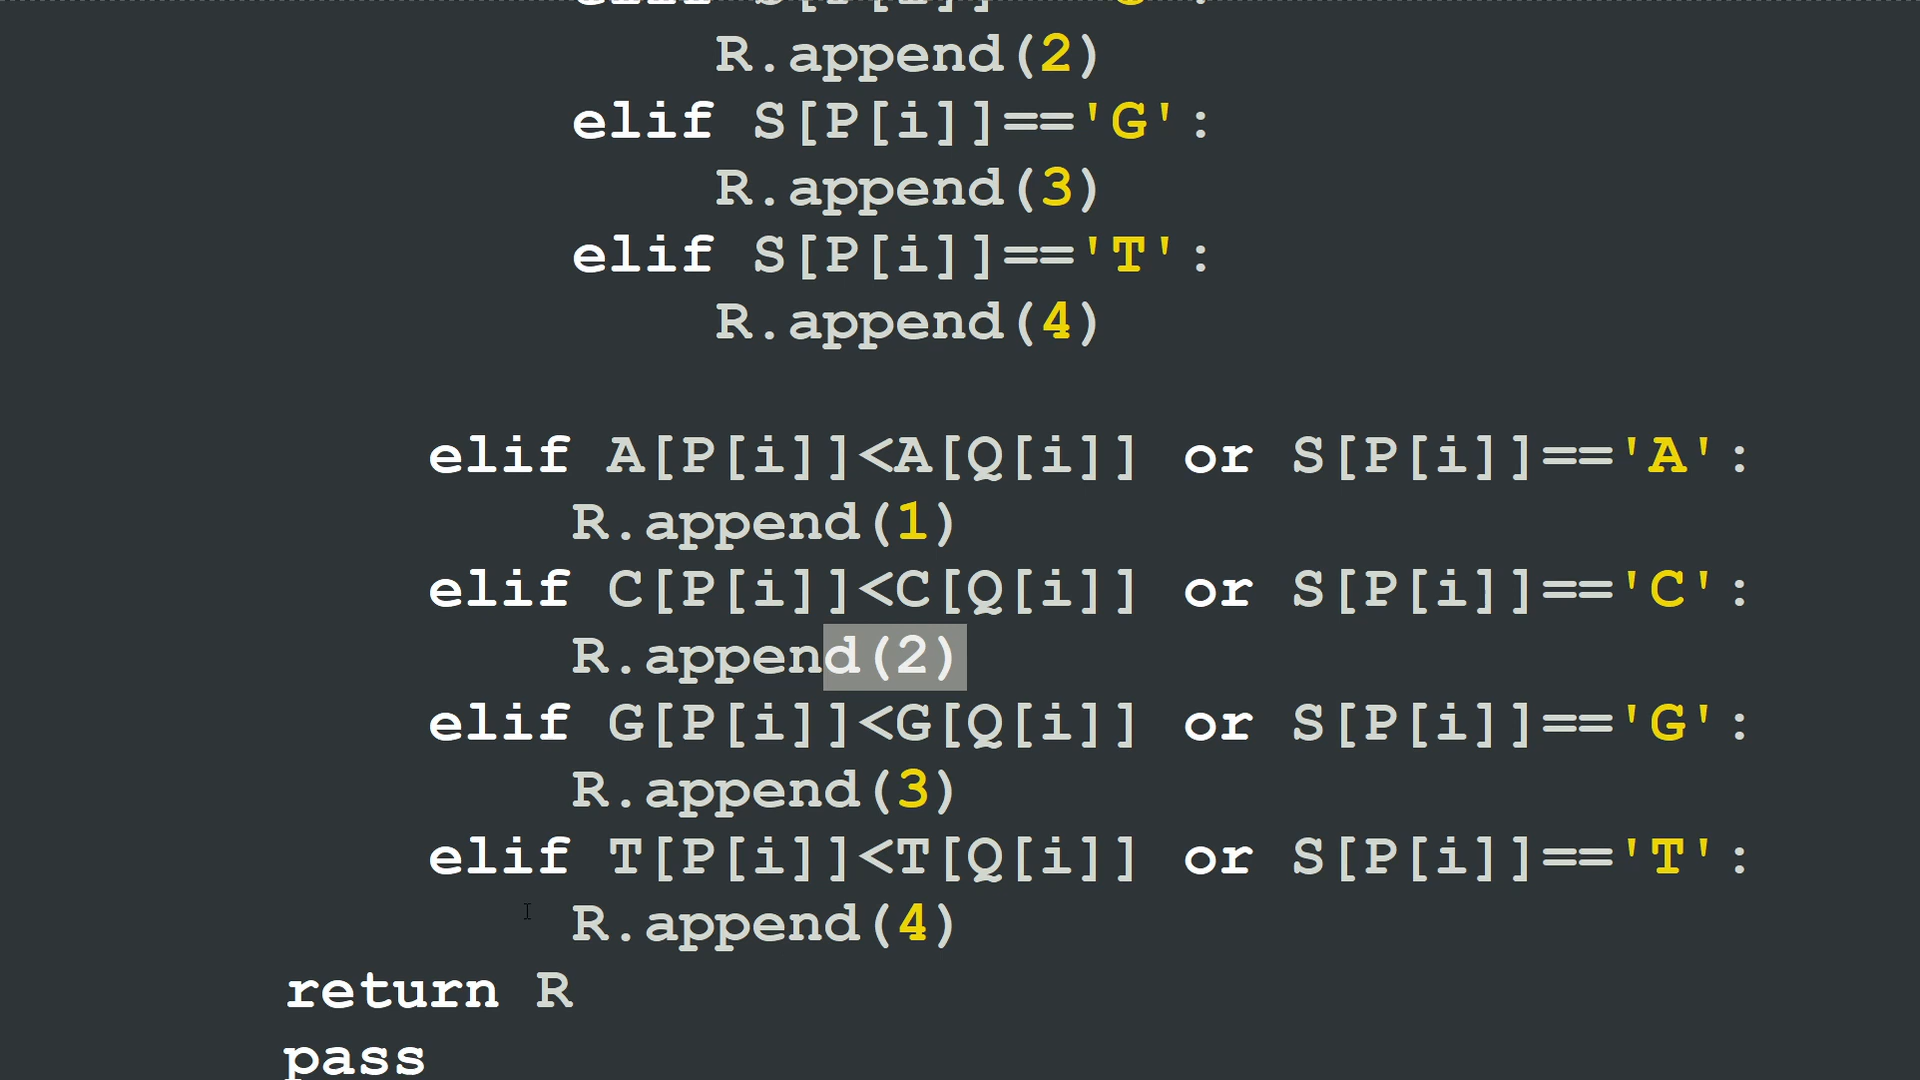 R.append(2)
elif S[P[i]]=='G':
R.append(3)
elif S[P[i]]=='T':
R.append(4)
elif A[P[i]]<A[Q[i]] or S[P[i]]=='A':
R.append(1)
elif C[P[i]]<C[Q[i]] or S[P[i]]=='C':
R.append(2)
elif G[P[i]]<G[Q[i]] or S[P[i]]=='G':
R.append(3)
elif T[P[i]]<T[Q[i]] or S[P[i]]=='T':
R.append(4)
return R
pass